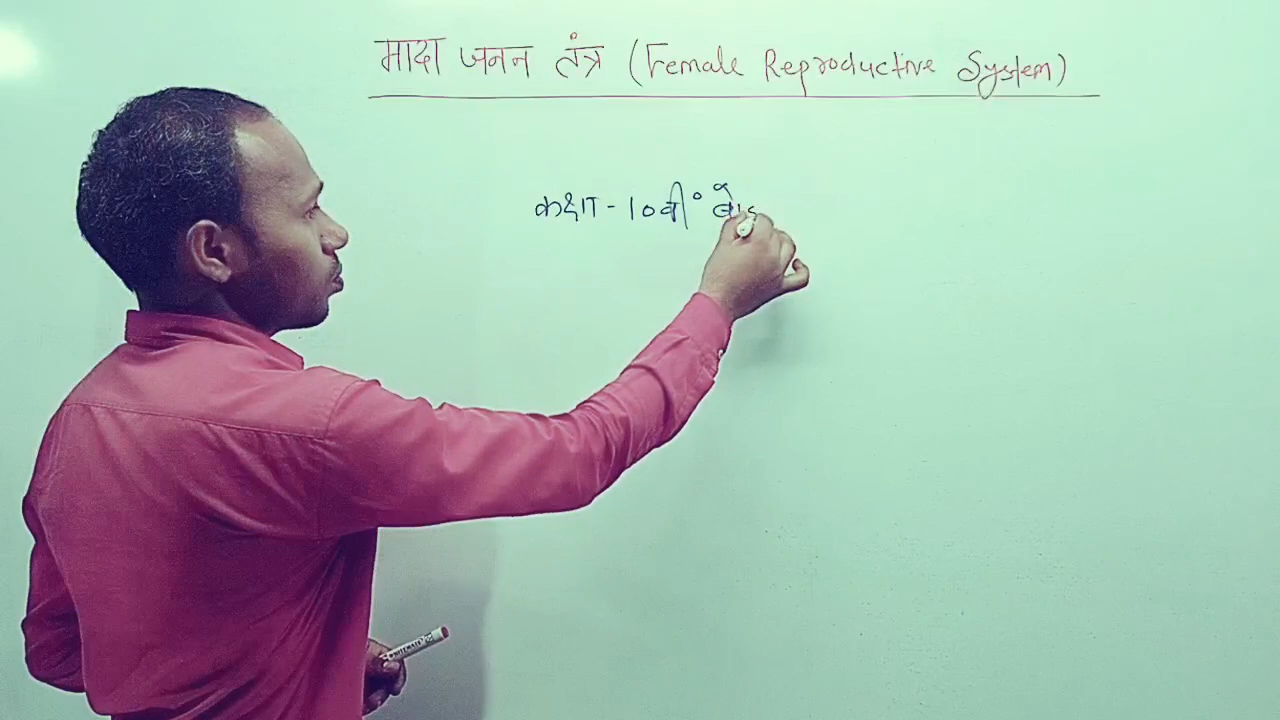 मादा जनन तंत्र (Female Reproductive System)
कक्षा - 10वीं